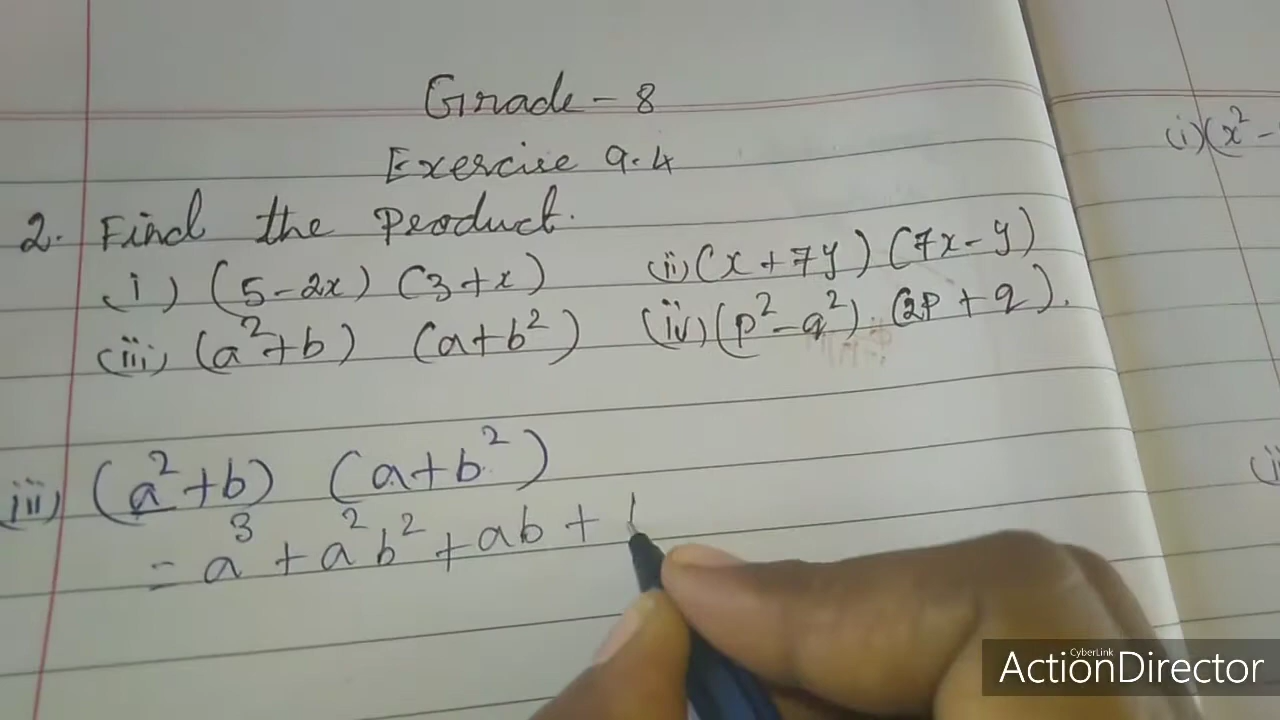 Grade - 8
Exercise 9.4
2. Find the Product.
(i) (5-2x) (3+x) (ii) (x+7y) (7x-y)
(iii) (a²+b) (a+b²) (iv) (p²-q²) (2p+q).
(iii) (a²+b) (a+b²)
= a³ + a²b² + ab +
(i) (x² -
CyberLink
ActionDirector